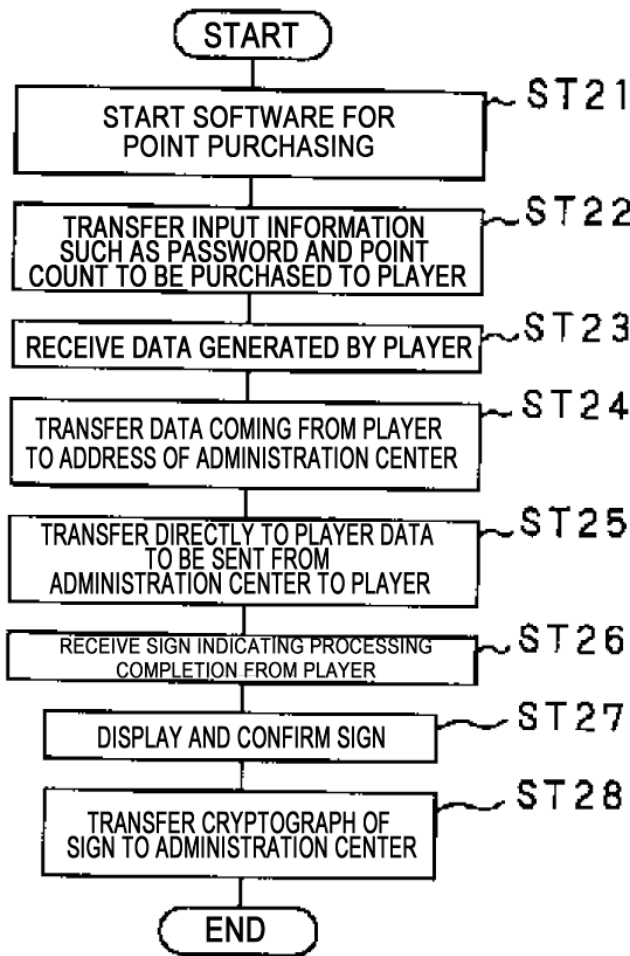 START
ST21
START SOFTWARE FOR
POINT PURCHASING
ST22
TRANSFER INPUT INFORMATION
SUCH AS PASSWORD AND POINT
COUNT TO BE PURCHASED TO PLAYER
ST23
RECEIVE DATA GENERATED BY PLAYER
ST24
TRANSFER DATA COMING FROM PLAYER
TO ADDRESS OF ADMINISTRATION CENTER
ST25
TRANSFER DIRECTLY TO PLAYER DATA
TO BE SENT FROM
ADMINISTRATION CENTER TO PLAYER
ST26
RECEIVE SIGN INDICATING PROCESSING
COMPLETION FROM PLAYER
ST27
DISPLAY AND CONFIRM SIGN
ST28
TRANSFER CRYPTOGRAPH OF
SIGN TO ADMINISTRATION CENTER
END